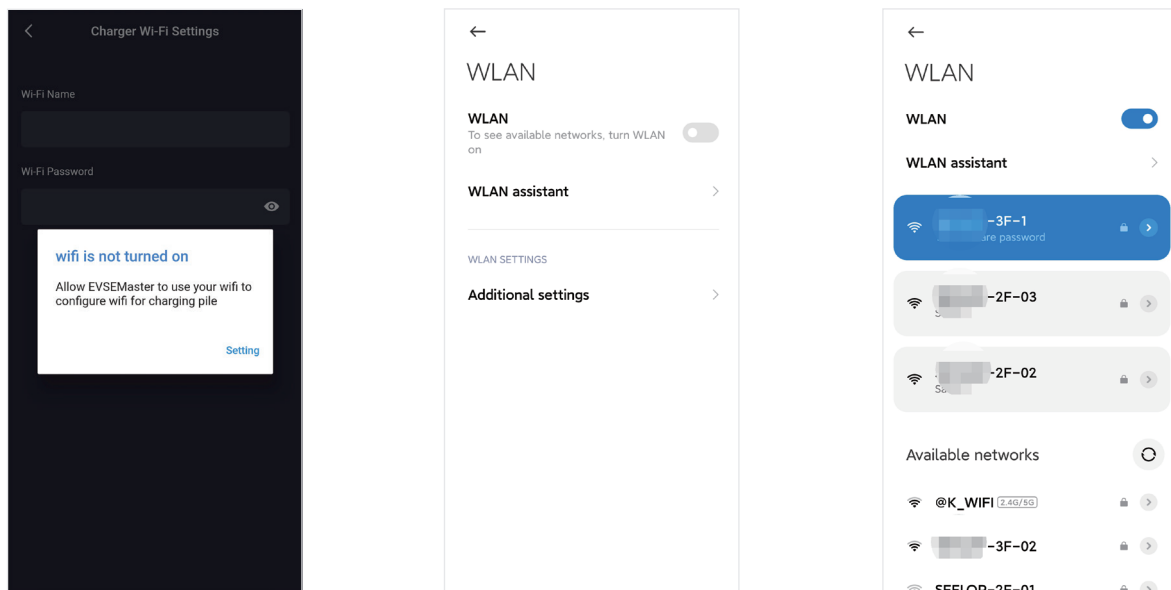 Charger Wi-Fi Settings
Wi-Fi Name
Wi-Fi Password
wifi is not turned on
Allow EVSEMaster to use your wifi to
configure wifi for charging pile
Setting
WLAN
WLAN
To see available networks, turn WLAN
on
WLAN assistant
WLAN SETTINGS
Additional settings
WLAN
WLAN
WLAN assistant
-3F-1
password
-2F-03
-2F-02
Available networks
@K_WIFI 2.4G/5G
-3F-02